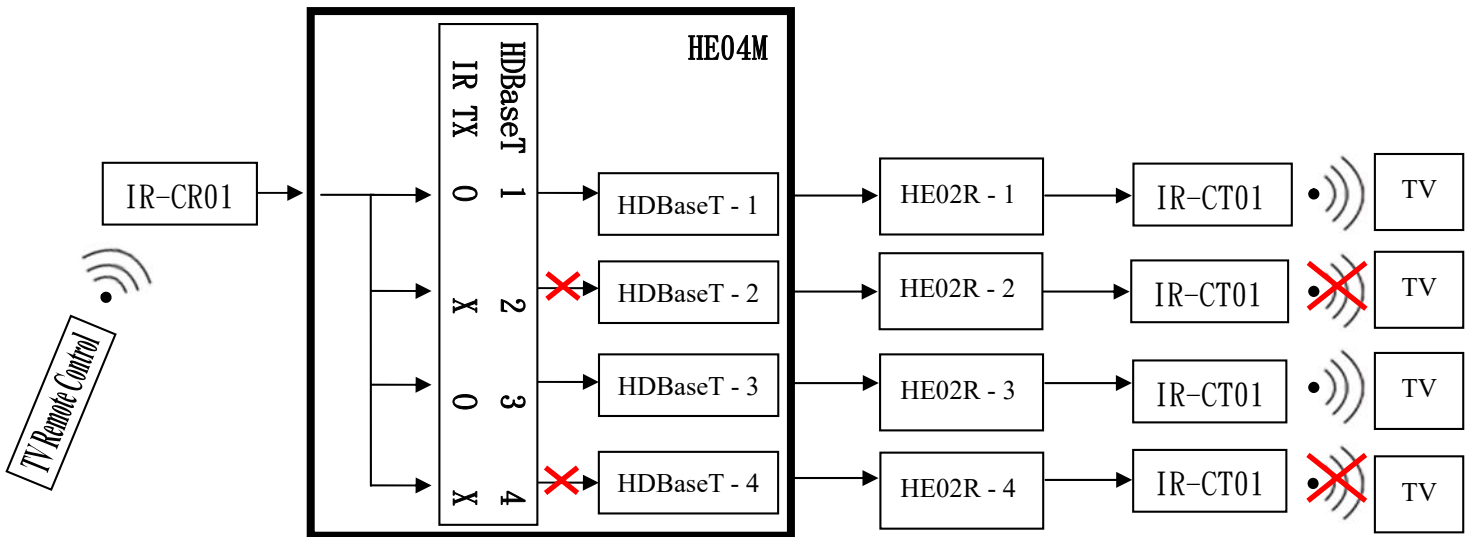 HE04M
HDBaseT 1 2 3 4
IR TX O X O X
IR-CR01
TV Remote Control
HDBaseT - 1
HE02R - 1
IR-CT01
TV
HDBaseT - 2
HE02R - 2
IR-CT01
TV
HDBaseT - 3
HE02R - 3
IR-CT01
TV
HDBaseT - 4
HE02R - 4
IR-CT01
TV